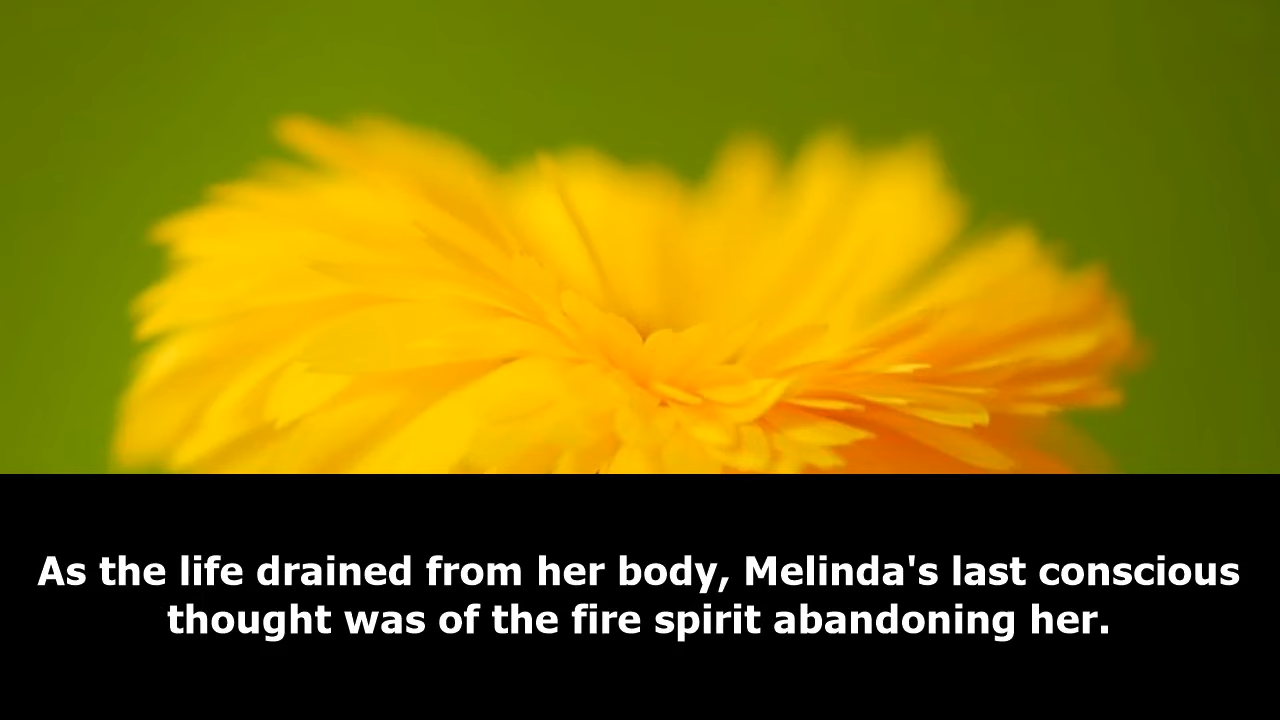 As the life drained from her body, Melinda's last conscious
thought was of the fire spirit abandoning her.